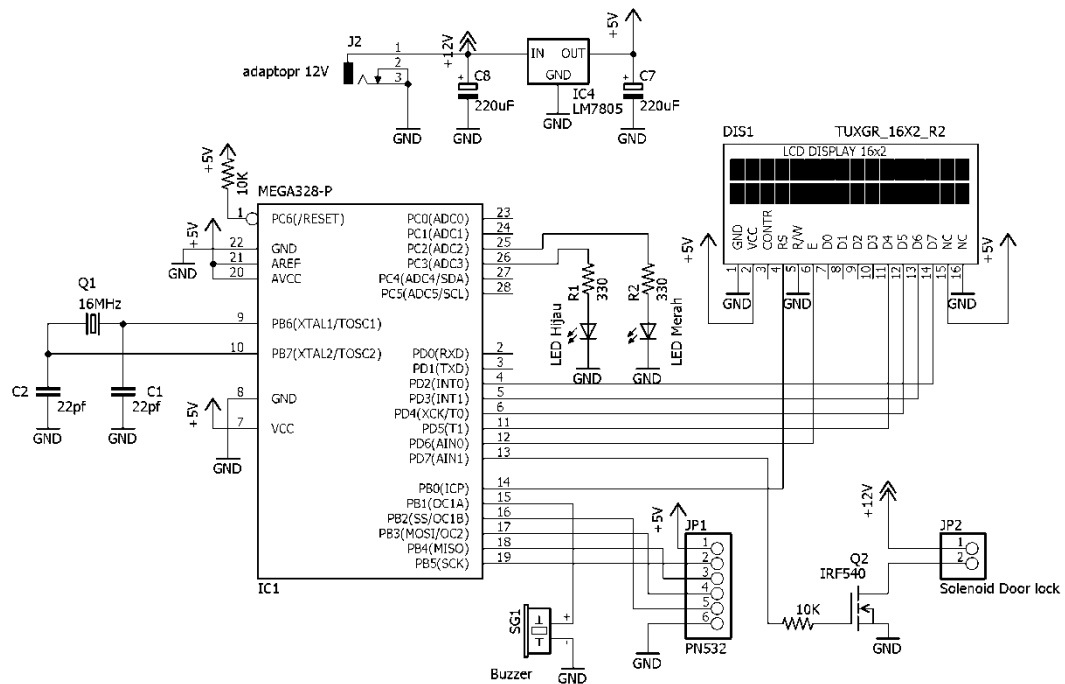 J2
adaptopr 12V
1
2
3
GND
+12V
C8
220uF
GND
IN OUT
GND
IC4
LM7805
GND
+5V
C7
220uF
GND
DIS1 TUXGR_16X2_R2
LCD DISPLAY 16x2
GND
VCC
CONTR
RS
R/W
E
D0
D1
D2
D3
D4
D5
D6
D7
NC
NC
1
2
3
4
5
6
7
8
9
10
11
12
13
14
15
16
+5V
GND
GND
GND
+5V
+5V
10K
MEGA328-P
1 PC6(/RESET)
+5V
22 GND
21 AREF
20 AVCC
GND
Q1
16MHz
9 PB6(XTAL1/TOSC1)
10 PB7(XTAL2/TOSC2)
C2
22pf
GND
C1
22pf
GND
8 GND
+5V
7 VCC
GND
PC0(ADC0) 23
PC1(ADC1) 24
PC2(ADC2) 25
PC3(ADC3) 26
PC4(ADC4/SDA) 27
PC5(ADC5/SCL) 28
PD0(RXD) 2
PD1(TXD) 3
PD2(INT0) 4
PD3(INT1) 5
PD4(XCK/T0) 6
PD5(T1) 11
PD6(AIN0) 12
PD7(AIN1) 13
PB0(ICP) 14
PB1(OC1A) 15
PB2(SS/OC1B) 16
PB3(MOSI/OC2) 17
PB4(MISO) 18
PB5(SCK) 19
IC1
R1
330
LED Hijau
GND
R2
330
LED Merah
GND
SG1
+
-
Buzzer
GND
+5V
JP1
1
2
3
4
5
6
PN532
GND
10K
Q2
IRF540
GND
+12V
JP2
1
2
Solenoid Door lock